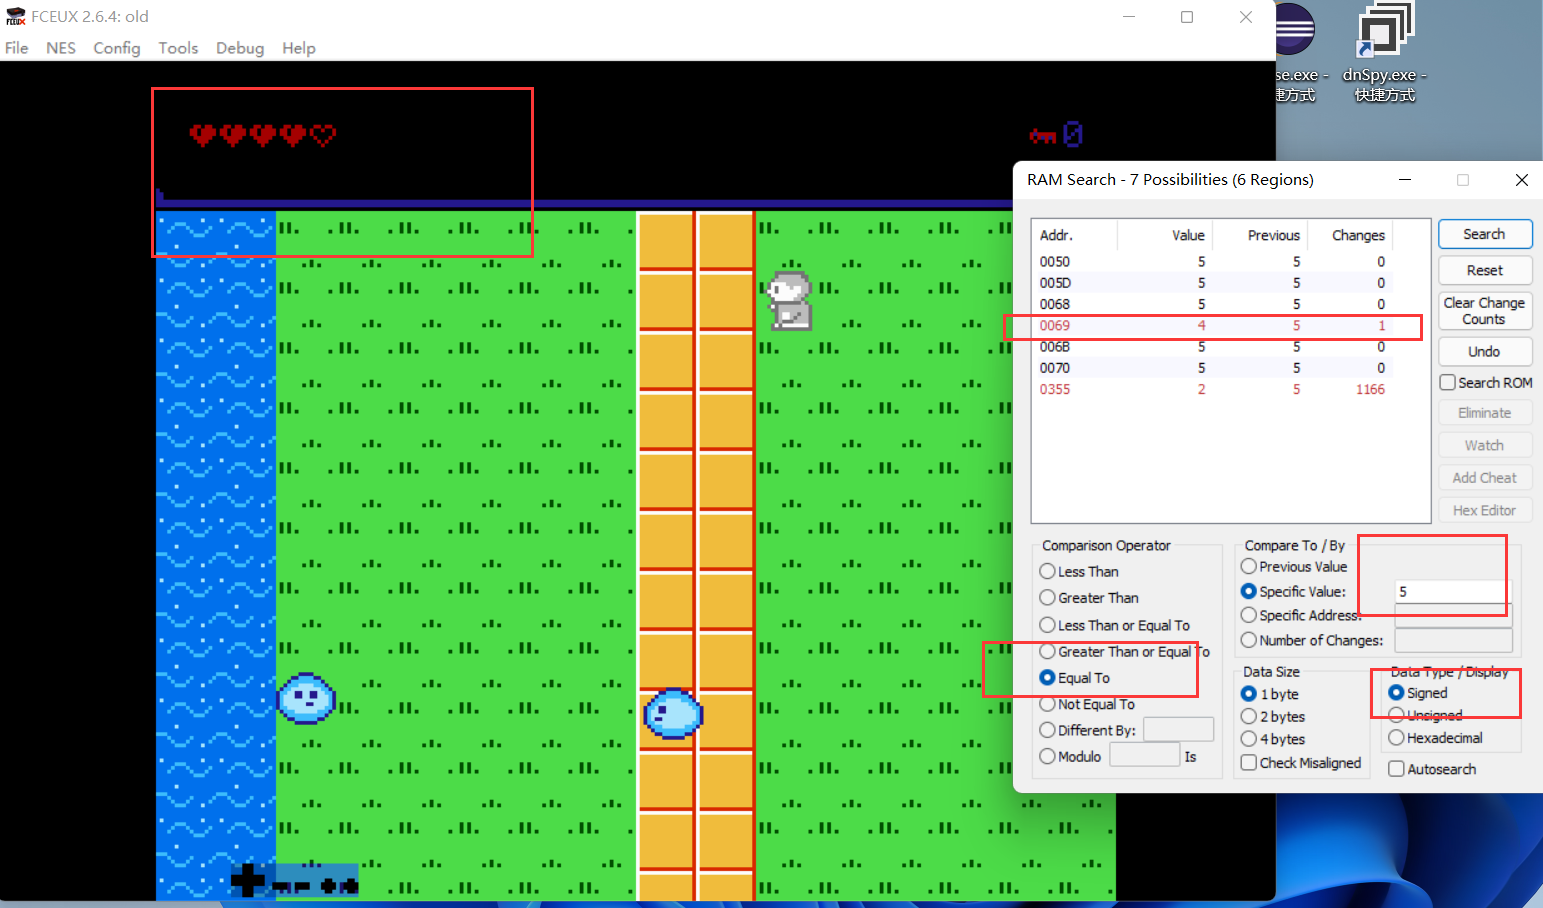 FCEUX 2.6.4: old
File NES Config Tools Debug Help
0
se.exe -
捷方式
dnSpy.exe -
快捷方式
RAM Search - 7 Possibilities (6 Regions)
Addr. Value Previous Changes
0050 5 5 0
005D 5 5 0
0068 5 5 0
0069 4 5 1
006B 5 5 0
0070 5 5 0
0355 2 5 1166
Search
Reset
Clear Change
Counts
Undo
Search ROM
Eliminate
Watch
Add Cheat
Hex Editor
Comparison Operator
Less Than
Greater Than
Less Than or Equal To
Greater Than or Equal To
Equal To
Not Equal To
Different By:
Modulo Is
Compare To / By
Previous Value
Specific Value: 5
Specific Address:
Number of Changes:
Data Size
1 byte
2 bytes
4 bytes
Check Misaligned
Data Type / Display
Signed
Unsigned
Hexadecimal
Autosearch